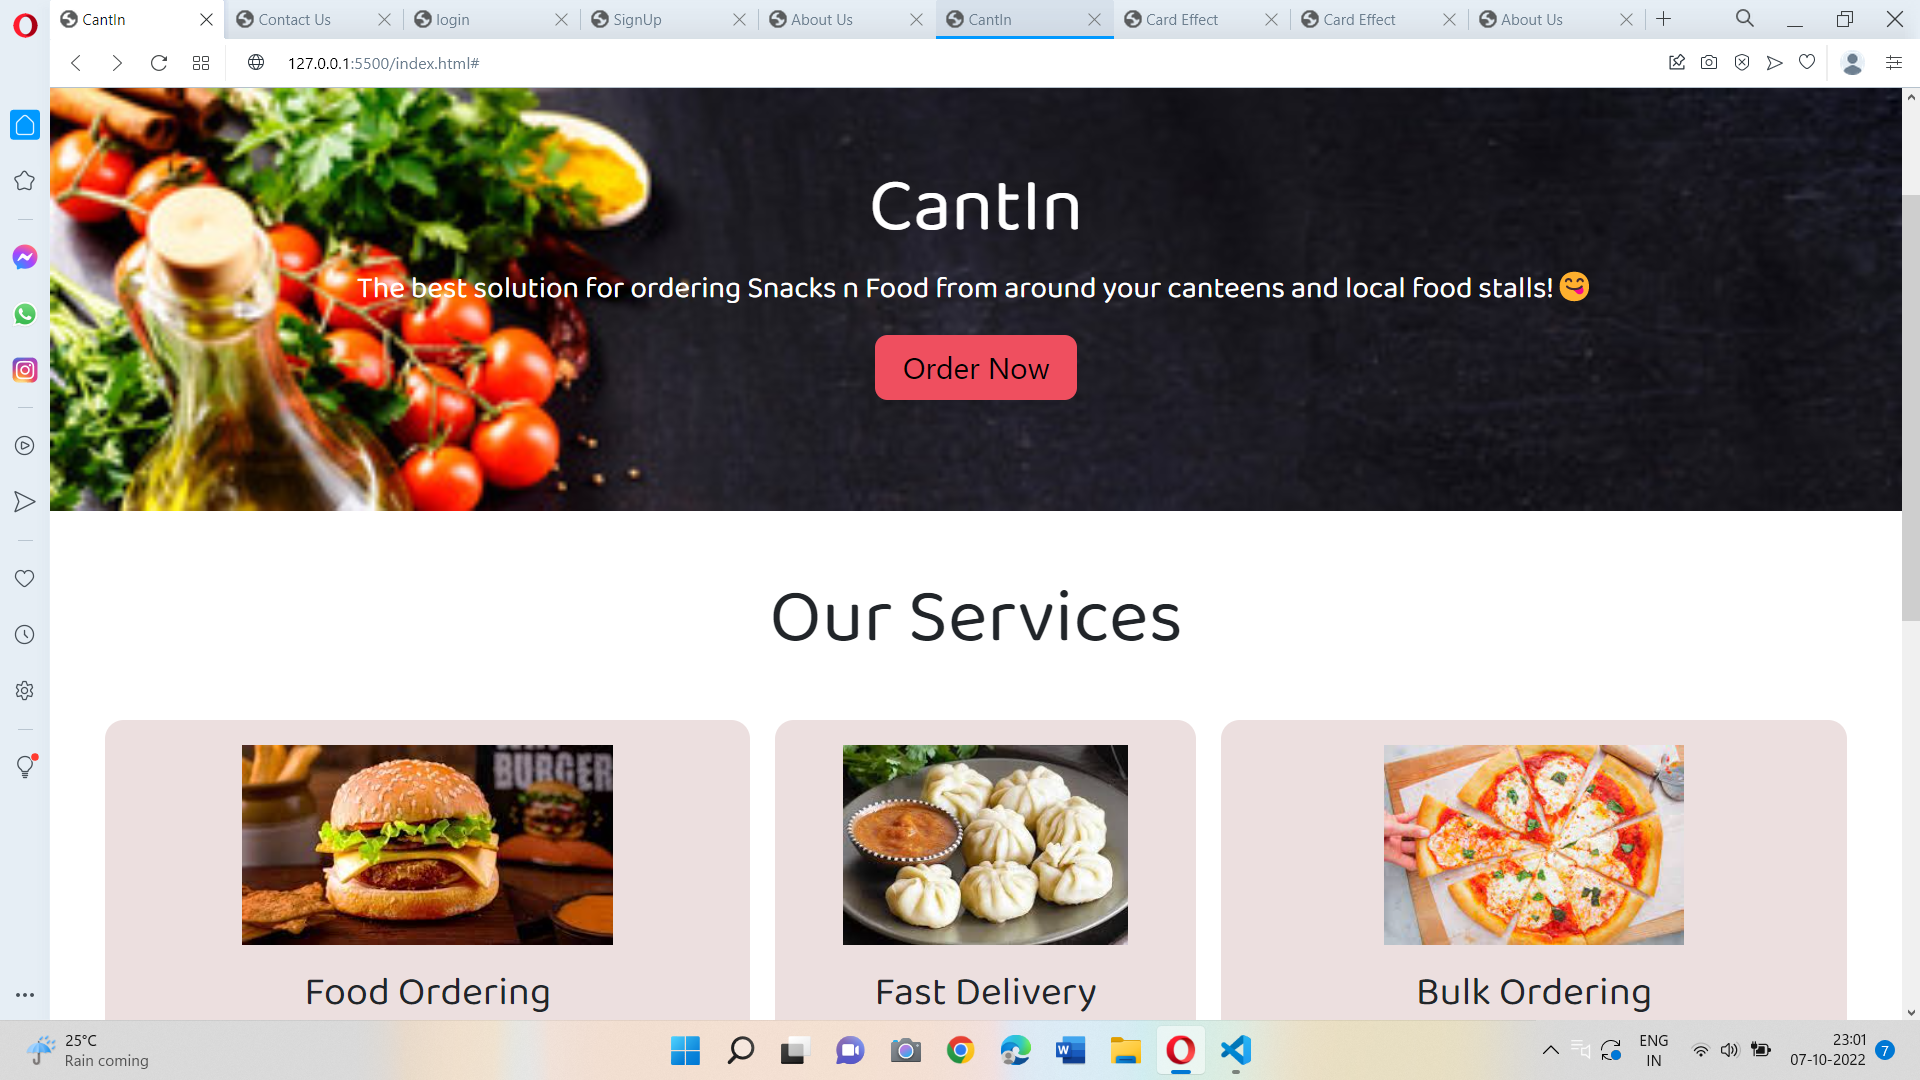 CantIn
Contact Us
login
SignUp
About Us
CantIn
Card Effect
Card Effect
About Us
127.0.0.1:5500/index.html#
CantIn
The best solution for ordering Snacks n Food from around your canteens and local food stalls! 😋
Order Now
Our Services
BURGER
Food Ordering
Fast Delivery
Bulk Ordering
25°C
Rain coming
ENG
IN
23:01
07-10-2022
7